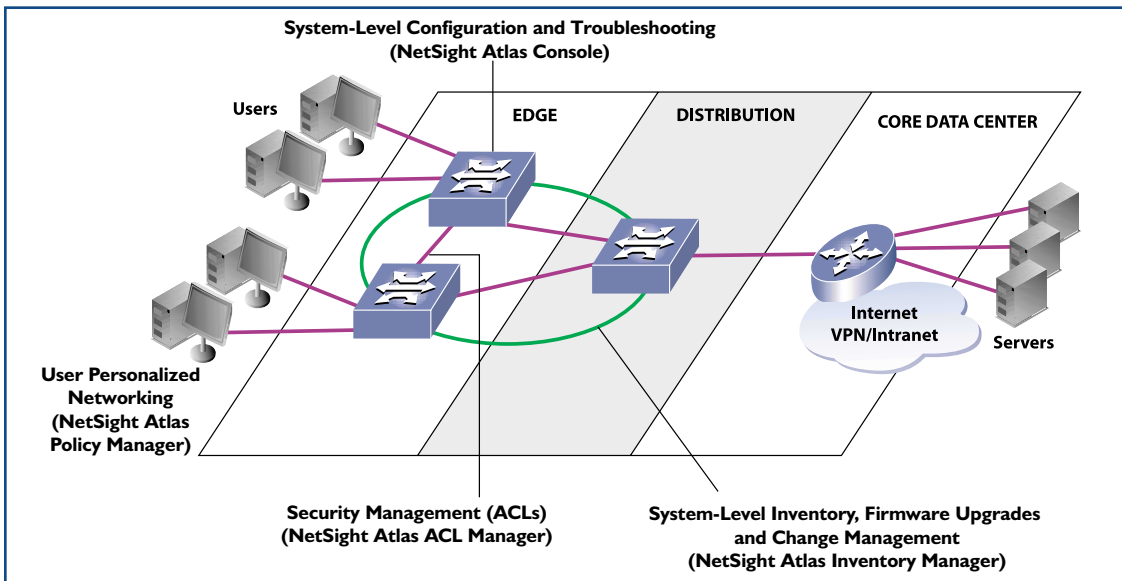 System-Level Configuration and Troubleshooting
(NetSight Atlas Console)
Users
EDGE
DISTRIBUTION
CORE DATA CENTER
Internet
VPN/Intranet
Servers
User Personalized
Networking
(NetSight Atlas
Policy Manager)
Security Management (ACLs)
(NetSight Atlas ACL Manager)
System-Level Inventory, Firmware Upgrades
and Change Management
(NetSight Atlas Inventory Manager)